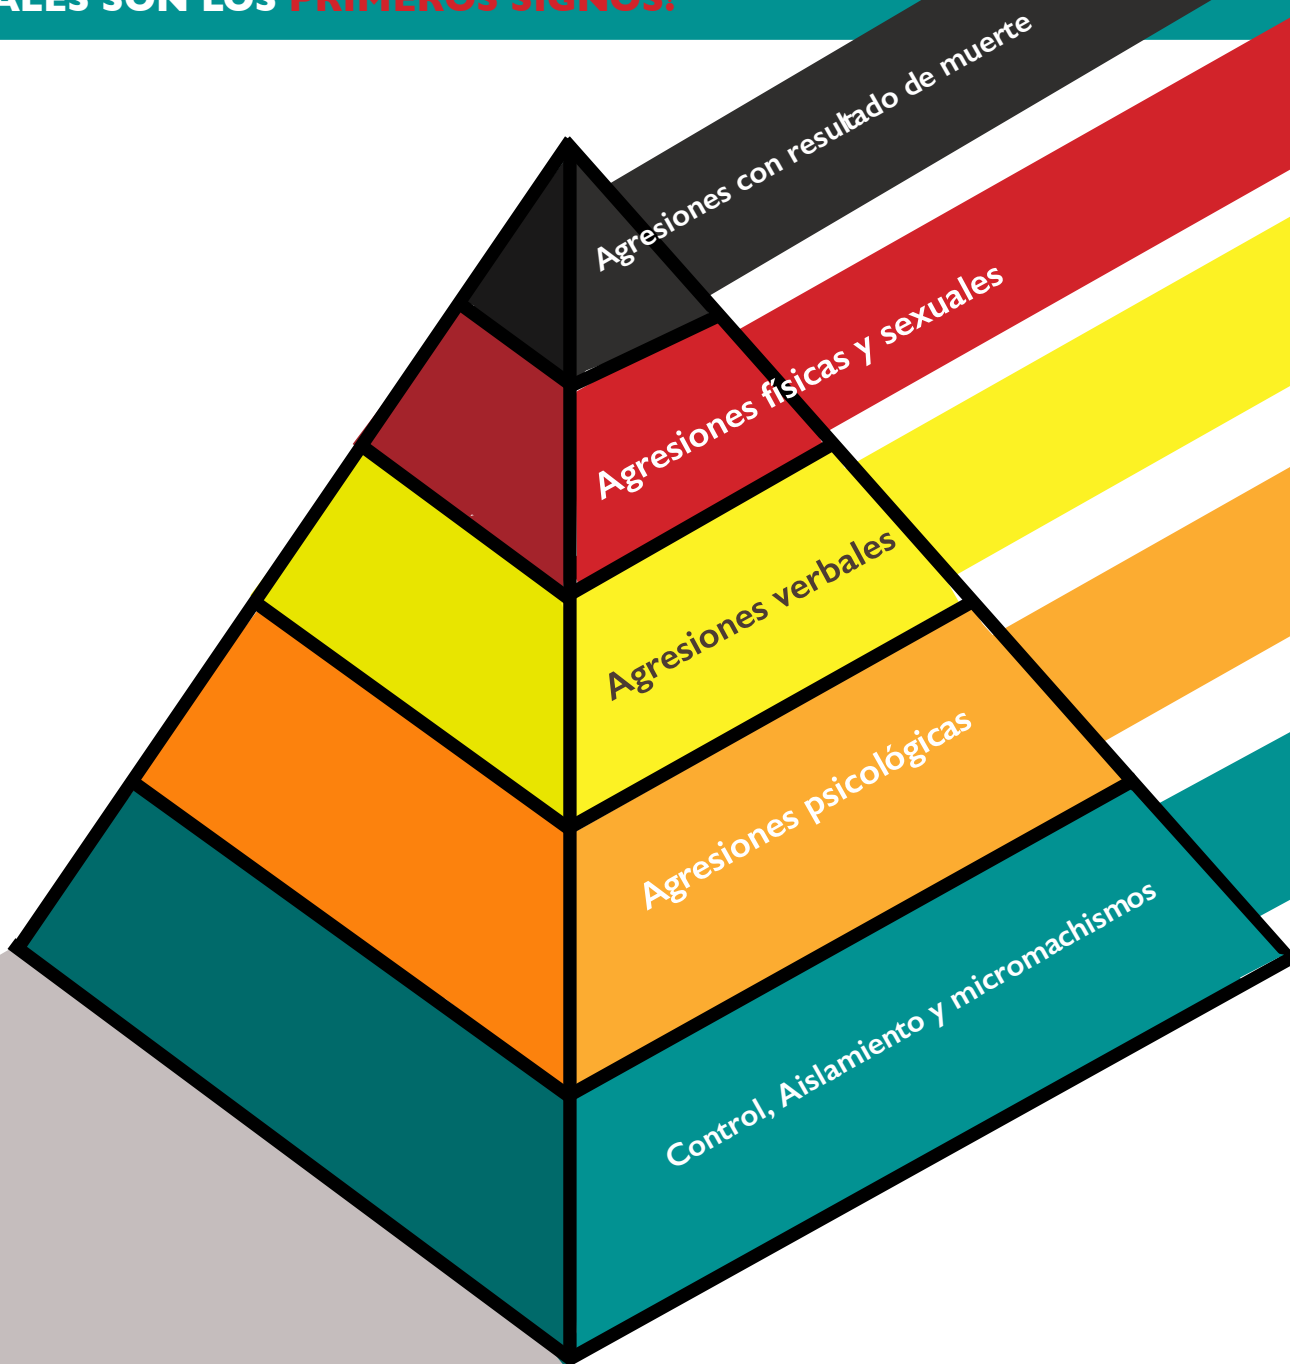 SON LOS PRIMEROS SIGNOS?
Agresiones con resultado de muerte
Agresiones físicas y sexuales
Agresiones verbales
Agresiones psicológicas
Control, Aislamiento y micromachismos